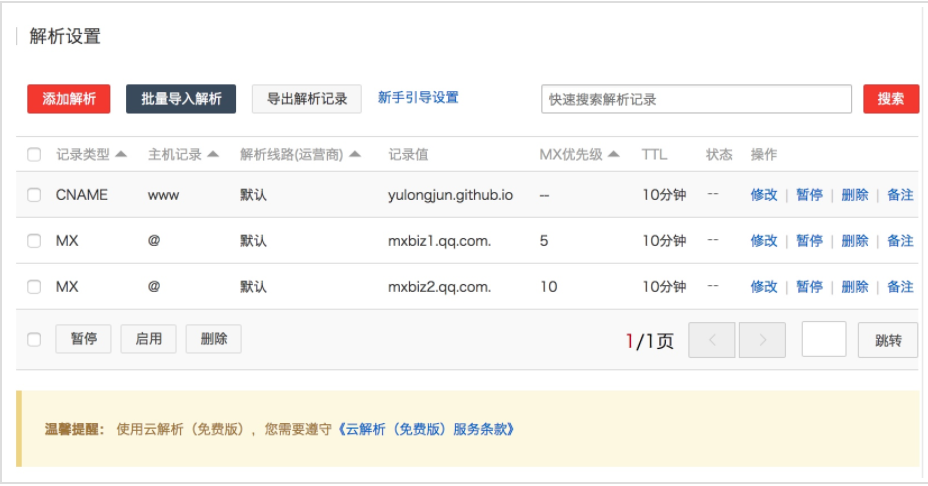 解析设置
添加解析 批量导入解析 导出解析记录 新手引导设置 快速搜索解析记录 搜索
记录类型 主机记录 解析线路(运营商) 记录值 MX优先级 TTL 状态 操作
CNAME www 默认 yulongjun.github.io -- 10分钟 -- 修改 | 暂停 | 删除 | 备注
MX @ 默认 mxbiz1.qq.com. 5 10分钟 -- 修改 | 暂停 | 删除 | 备注
MX @ 默认 mxbiz2.qq.com. 10 10分钟 -- 修改 | 暂停 | 删除 | 备注
暂停 启用 删除 1/1页 < > 跳转
温馨提醒： 使用云解析（免费版），您需要遵守《云解析（免费版）服务条款》